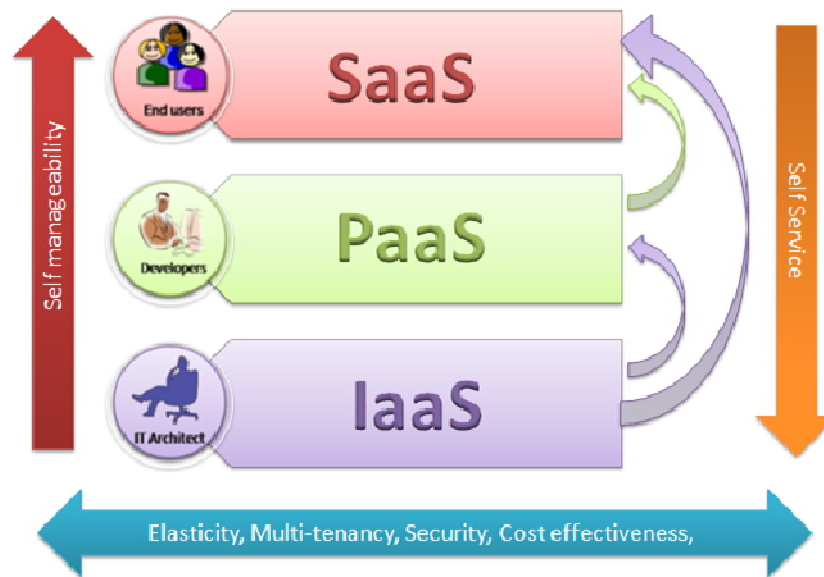 SaaS
End users
Self manageability
PaaS
Developers
Self Service
IaaS
IT Architect
Elasticity, Multi-tenancy, Security, Cost effectiveness,